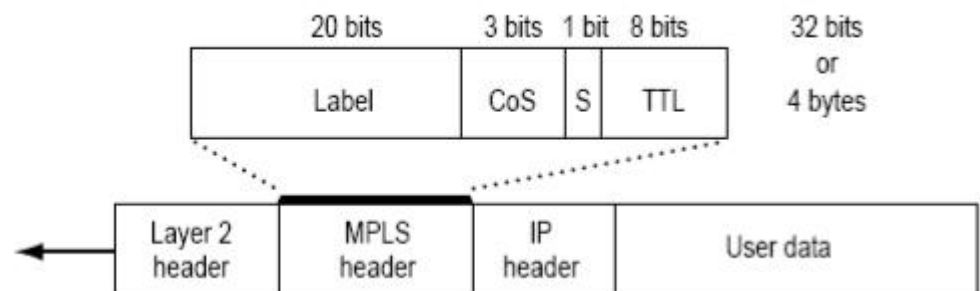 20 bits 3 bits 1 bit 8 bits 32 bits
or
Label CoS S TTL 4 bytes
Layer 2 MPLS IP User data
header header header